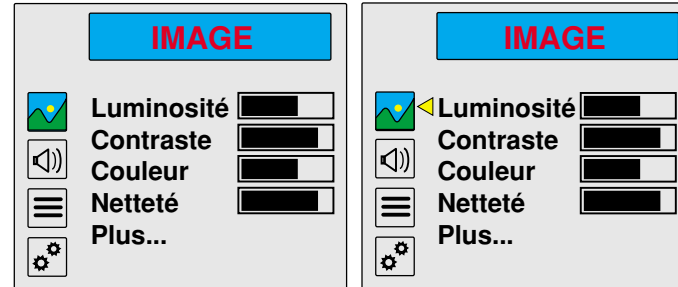 IMAGE
Luminosité
Contraste
Couleur
Netteté
Plus...
IMAGE
Luminosité
Contraste
Couleur
Netteté
Plus...